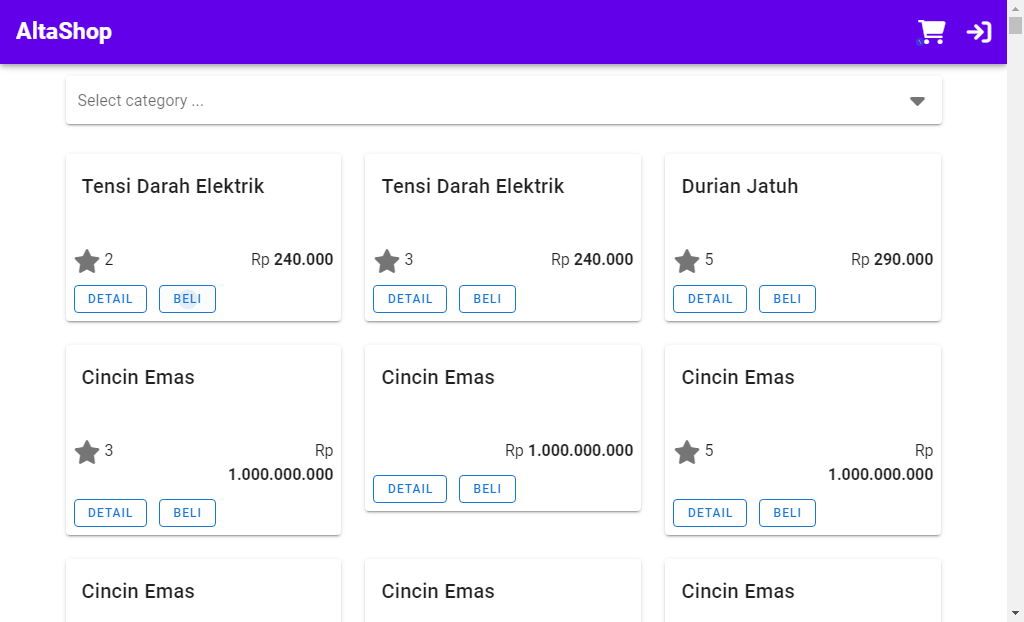 AltaShop
Select category ...
Tensi Darah Elektrik
2 Rp 240.000
DETAIL BELI
Tensi Darah Elektrik
3 Rp 240.000
DETAIL BELI
Durian Jatuh
5 Rp 290.000
DETAIL BELI
Cincin Emas
3 Rp
1.000.000.000
DETAIL BELI
Cincin Emas
Rp 1.000.000.000
DETAIL BELI
Cincin Emas
5 Rp
1.000.000.000
DETAIL BELI
Cincin Emas
Cincin Emas
Cincin Emas